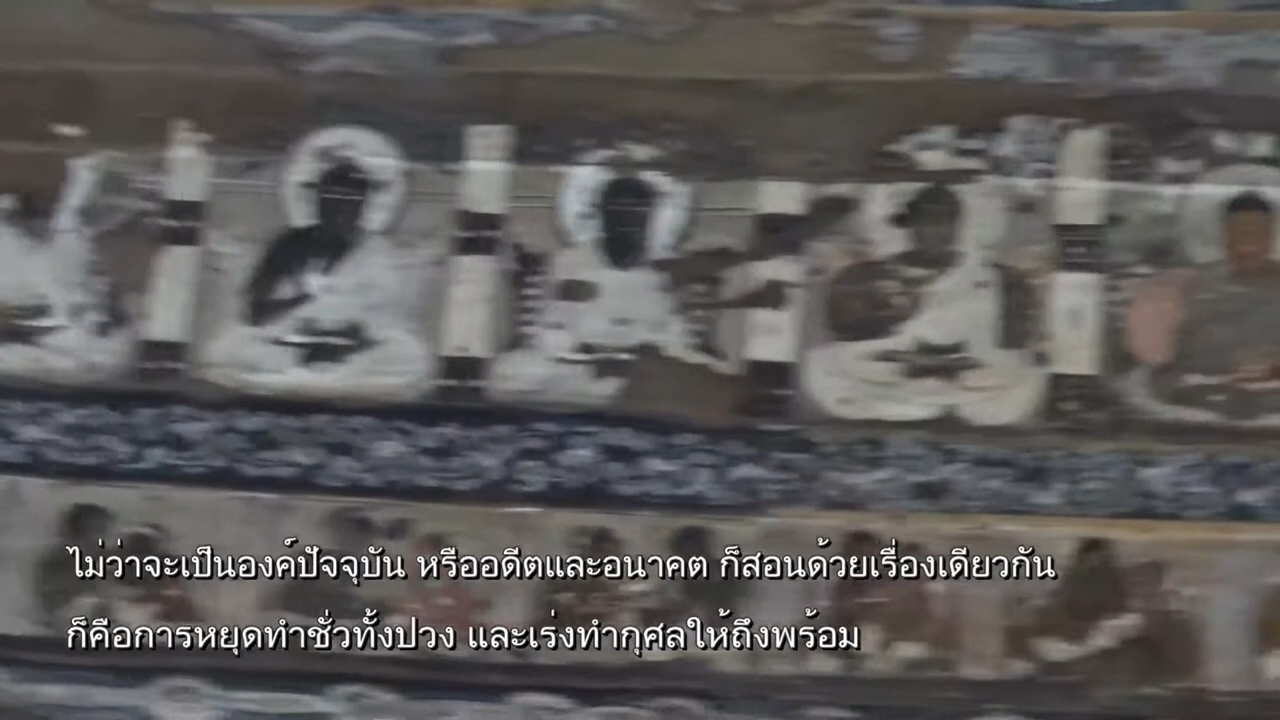 ไม่ว่าจะเป็นองค์ปัจจุบัน หรืออดีตและอนาคต ก็สอนด้วยเรื่องเดียวกัน
ก็คือการหยุดทำชั่วทั้งปวง และเร่งทำกุศลให้ถึงพร้อม